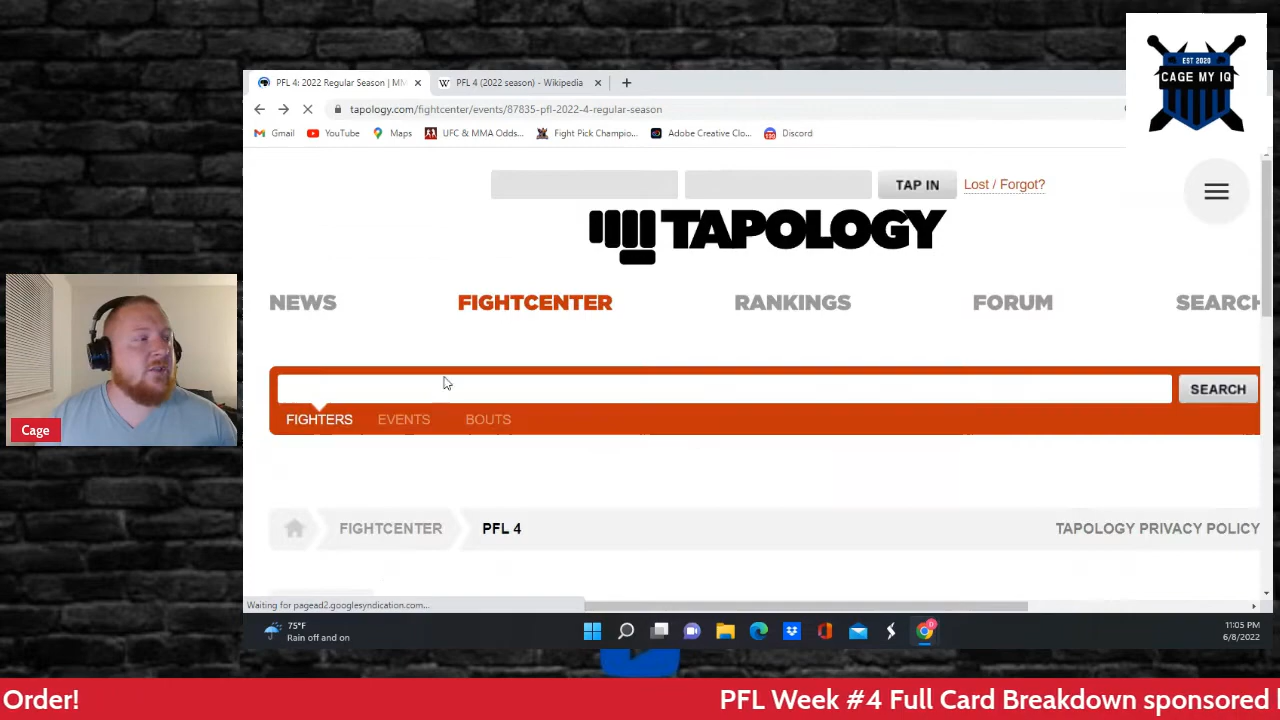 EST 2020
CAGE MY IQ
PFL 4: 2022 Regular Season | MM
PFL 4 (2022 season) - Wikipedia
tapology.com/fightcenter/events/87835-pfl-2022-4-regular-season
Gmail
YouTube
Maps
UFC & MMA Odds...
Fight Pick Champio...
Adobe Creative Clo...
Discord
TAP IN
Lost / Forgot?
TAPOLOGY
NEWS
FIGHTCENTER
RANKINGS
FORUM
SEARCH
SEARCH
FIGHTERS
EVENTS
BOUTS
Cage
FIGHTCENTER
PFL 4
TAPOLOGY PRIVACY POLICY
Waiting for pagead2.googlesyndication.com...
75°F
Rain off and on
11:05 PM
6/8/2022
Order!
PFL Week #4 Full Card Breakdown sponsored